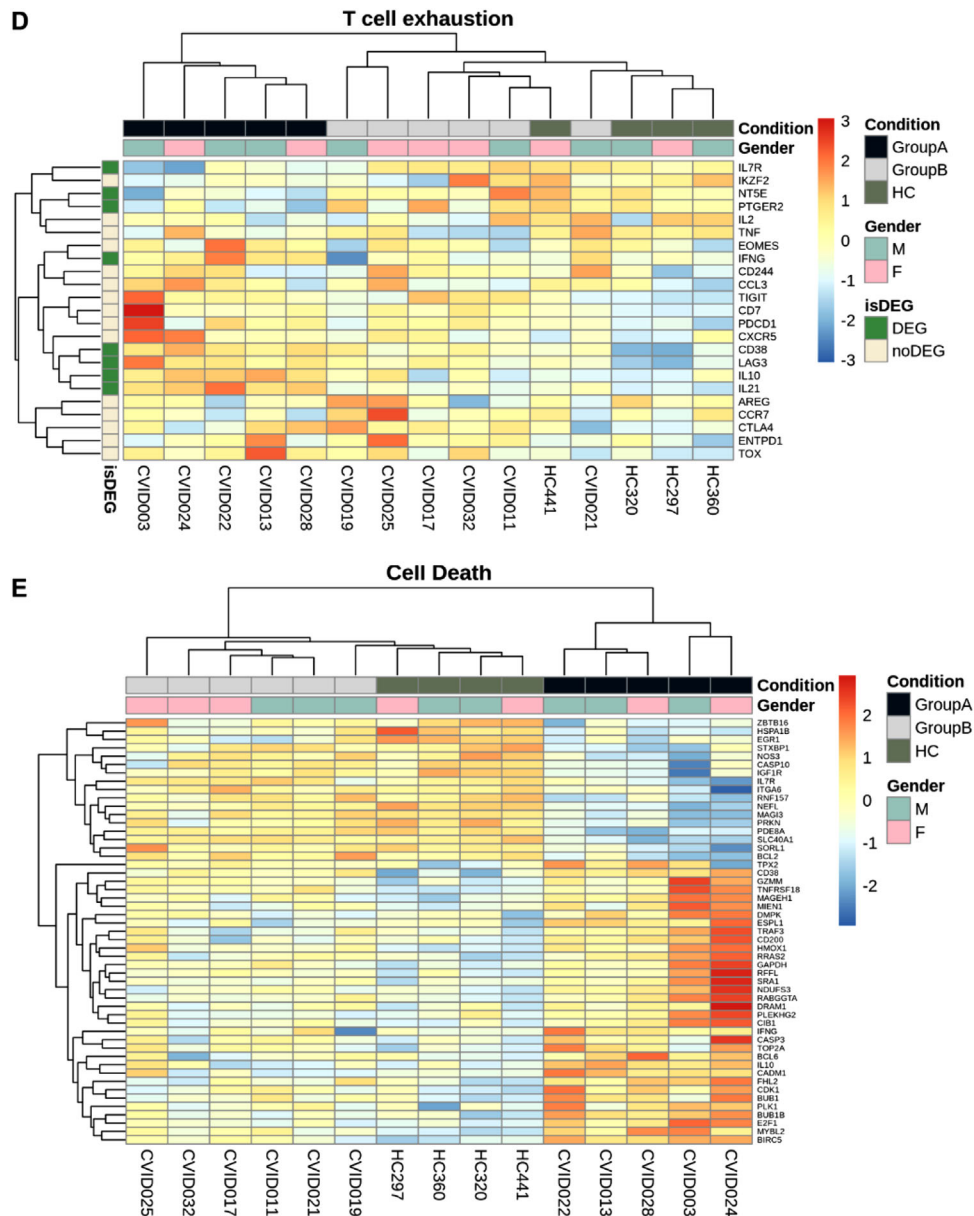 D
T cell exhaustion
Condition
Gender
IL7R
IKZF2
NT5E
PTGER2
IL2
TNF
EOMES
IFNG
CD244
CCL3
TIGIT
CD7
PDCD1
CXCR5
CD38
LAG3
IL10
IL21
AREG
CCR7
CTLA4
ENTPD1
TOX
isDEG
CVID003
CVID024
CVID022
CVID013
CVID028
CVID019
CVID025
CVID017
CVID032
CVID011
HC441
CVID021
HC320
HC297
HC360
3
2
1
0
-1
-2
-3
Condition
GroupA
GroupB
HC
Gender
M
F
isDEG
DEG
noDEG
E
Cell Death
Condition
Gender
ZBTB16
HSPA1B
EGR1
STXBP1
NOS3
CASP10
IGF1R
IL7R
ITGA6
RNF157
NEFL
MAGI3
PRKN
PDE8A
SLC40A1
SORL1
BCL2
TPX2
CD38
GZMM
TNFRSF18
MAGEH1
MIEN1
DMPK
ESPL1
TRAF3
CD200
HMOX1
RRAS2
GAPDH
RFFL
SRA1
NDUFS3
RABGGTA
DRAM1
PLEKHG2
CIB1
IFNG
CASP3
TOP2A
BCL6
IL10
CADM1
FHL2
CDK1
BUB1
PLK1
BUB1B
E2F1
MYBL2
BIRC5
CVID025
CVID032
CVID017
CVID011
CVID021
CVID019
HC297
HC360
HC320
HC441
CVID022
CVID013
CVID028
CVID003
CVID024
2
1
0
-1
-2
Condition
GroupA
GroupB
HC
Gender
M
F